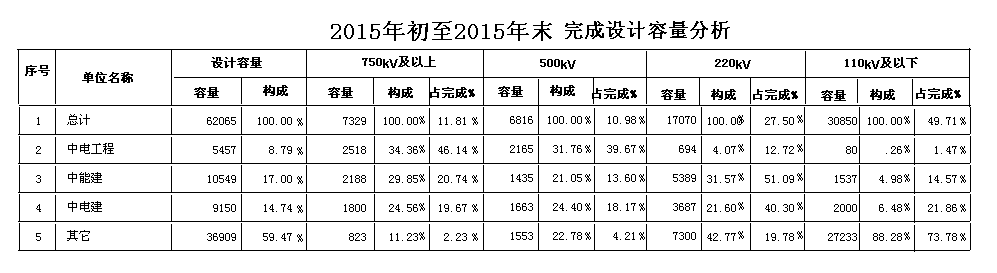 2015年初至2015年末 完成设计容量分析
序号 单位名称 设计容量 750kV及以上 500kV 220kV 110kV及以下
容量 构成 容量 构成 占完成% 容量 构成 占完成% 容量 构成 占完成% 容量 构成 占完成%
1 总计 62065 100.00 % 7329 100.00% 11.81 % 6816 100.00% 10.98% 17070 100.00% 27.50 % 30850 100.00% 49.71%
2 中电工程 5457 8.79 % 2518 34.36% 46.14 % 2165 31.76 % 39.67% 694 4.07% 12.72% 80 .26% 1.47%
3 中能建 10549 17.00 % 2188 29.85% 20.74 % 1435 21.05% 13.60 % 5389 31.57% 51.09% 1537 4.98% 14.57%
4 中电建 9150 14.74 % 1800 24.56% 19.67 % 1663 24.40 % 18.17% 3687 21.60% 40.30 % 2000 6.48% 21.86%
5 其它 36909 59.47 % 823 11.23% 2.23 % 1553 22.78% 4.21% 7300 42.77% 19.78% 27233 88.28% 73.78%